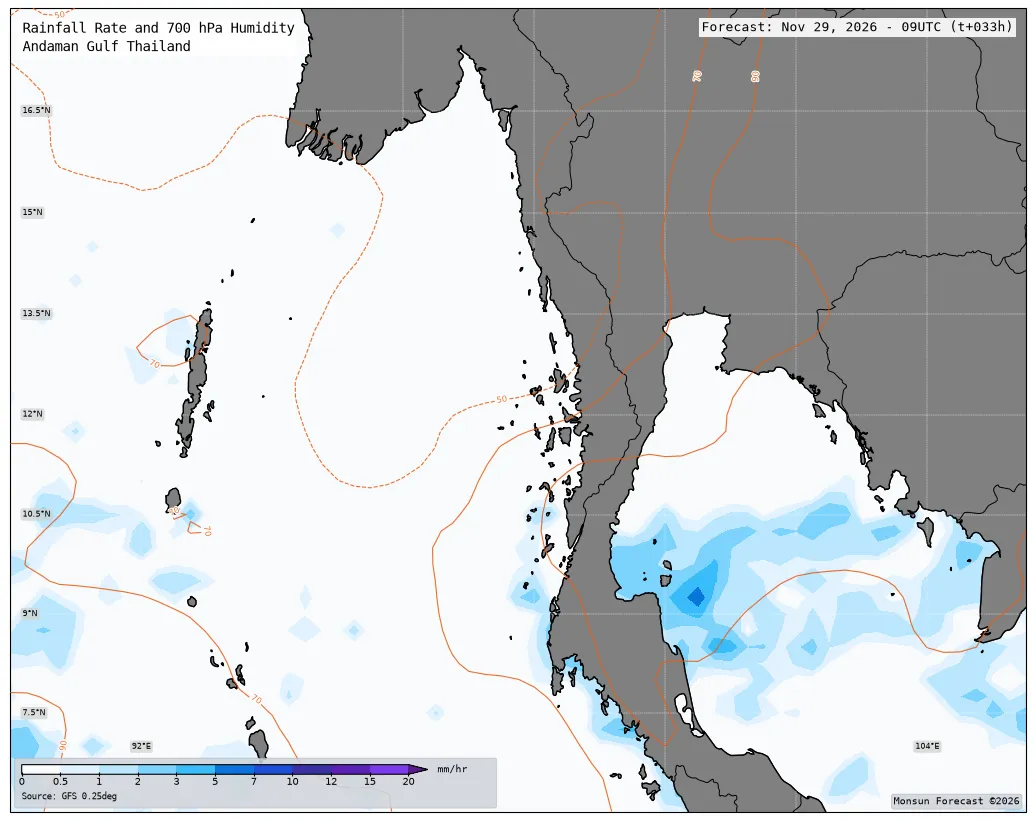 Rainfall Rate and 700 hPa Humidity
Andaman Gulf Thailand
Forecast: Nov 29, 2026 - 09UTC (t+033h)
50
70
90
16.5°N
15°N
13.5°N
70
50
12°N
10.5°N
70
9°N
70
7.5°N
90
92°E
104°E
0 0.5 1 2 3 5 7 10 12 15 20 mm/hr
Source: GFS 0.25deg
Monsun Forecast ©2026